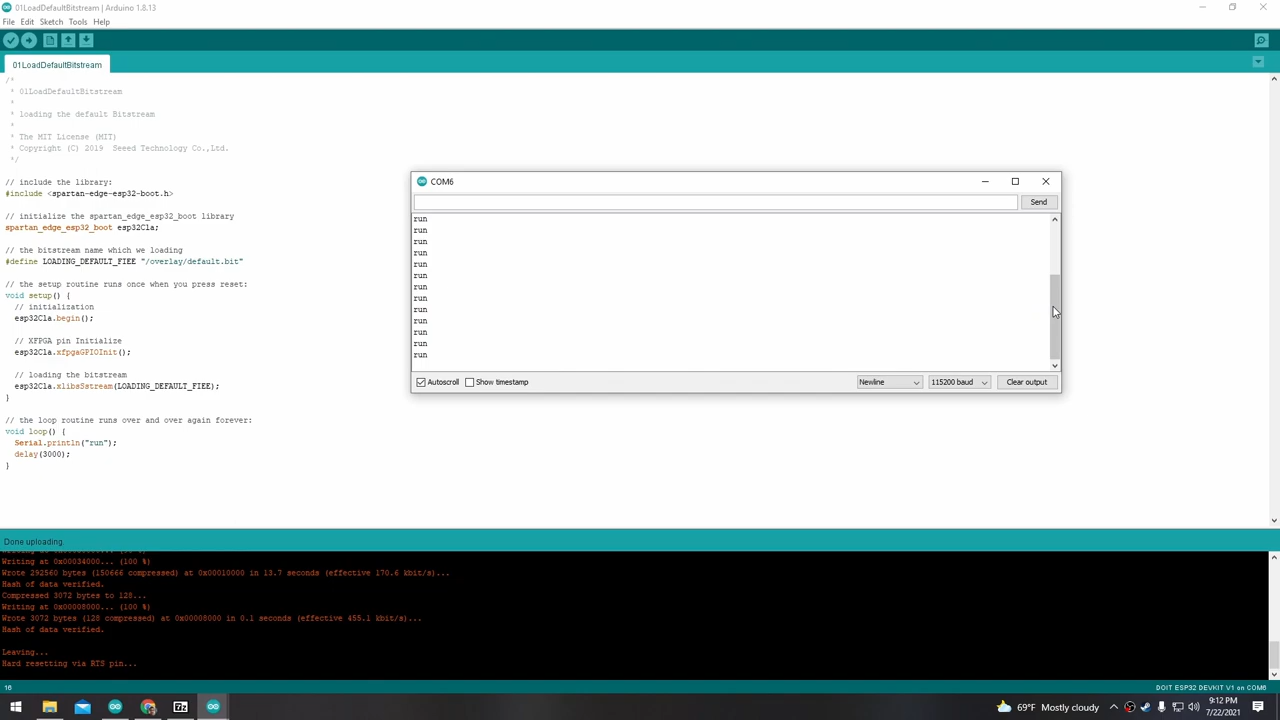 01LoadDefaultBitstream | Arduino 1.8.13
File Edit Sketch Tools Help
01LoadDefaultBitstream
/*
* 01LoadDefaultBitstream
*
* loading the default Bitstream
*
* The MIT License (MIT)
* Copyright (C) 2019  Seeed Technology Co.,Ltd.
*/
// include the library:
#include <spartan-edge-esp32-boot.h>
// initialize the spartan_edge_esp32_boot library
spartan_edge_esp32_boot esp32Cla;
// the bitstream name which we loading
#define LOADING_DEFAULT_FIEE "/overlay/default.bit"
// the setup routine runs once when you press reset:
void setup() {
// initialization
esp32Cla.begin();
// XFPGA pin Initialize
esp32Cla.xfpgaGPIOInit();
// loading the bitstream
esp32Cla.xlibsSstream(LOADING_DEFAULT_FIEE);
}
// the loop routine runs over and over again forever:
void loop() {
Serial.println("run");
delay(3000);
}
COM6
Send
run
run
run
run
run
run
run
run
run
run
run
run
run
Autoscroll Show timestamp Newline 115200 baud Clear output
Done uploading.
Writing at 0x00034000... (100 %)
Wrote 292560 bytes (150666 compressed) at 0x00010000 in 13.7 seconds (effective 170.6 kbit/s)...
Hash of data verified.
Compressed 3072 bytes to 128...
Writing at 0x00008000... (100 %)
Wrote 3072 bytes (128 compressed) at 0x00008000 in 0.1 seconds (effective 455.1 kbit/s)...
Hash of data verified.
Leaving...
Hard resetting via RTS pin...
16 DOIT ESP32 DEVKIT V1 on COM6
69°F Mostly cloudy 9:12 PM
7/22/2021